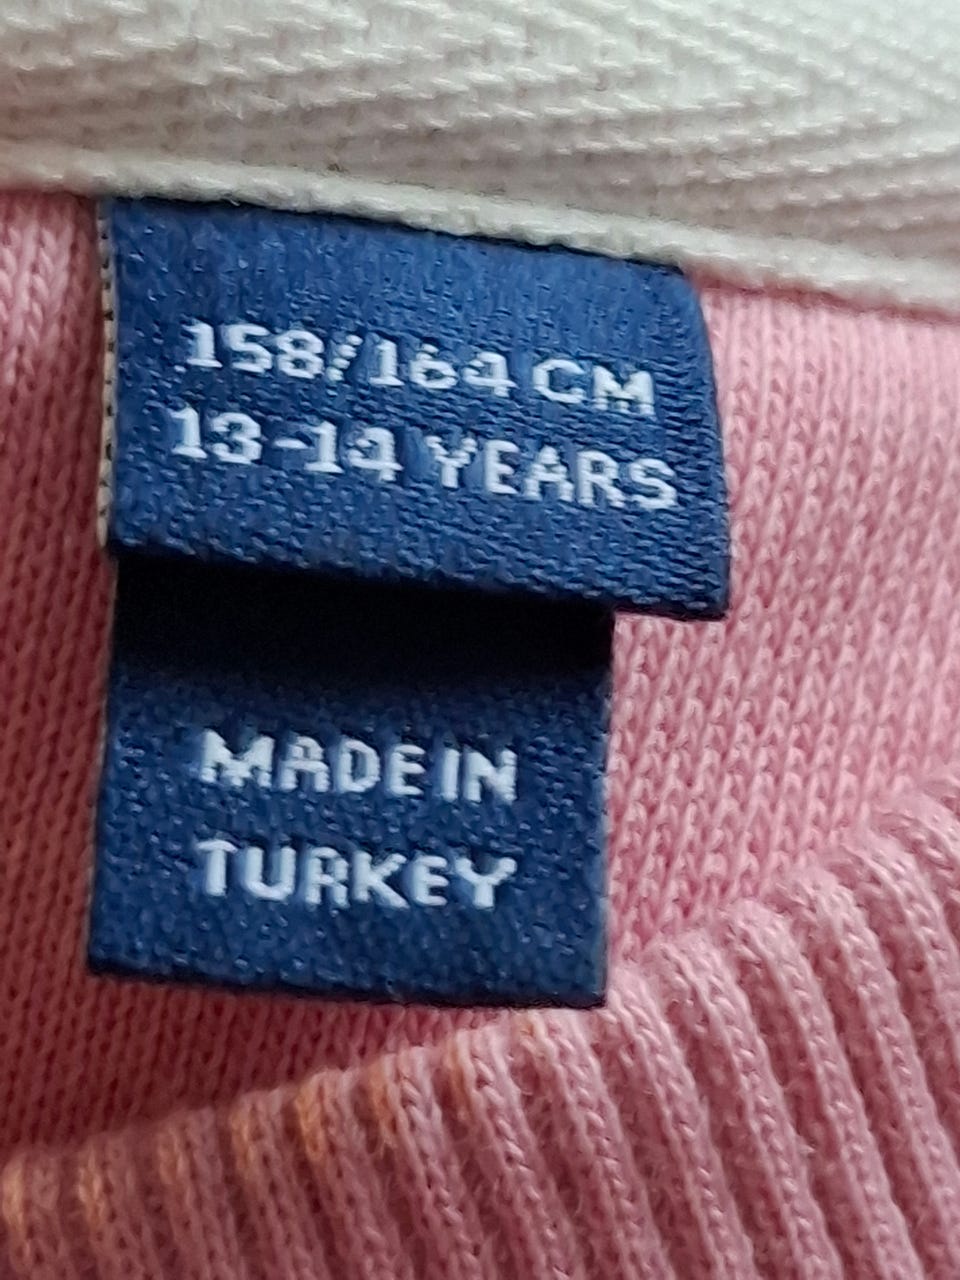 158/164 CM
13-14 YEARS
MADE IN
TURKEY